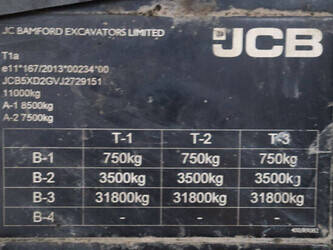 JC BAMFORD EXCAVATORS LIMITED
JCB
T1a
e11*167/2013*00234*00
JCB5XD2GVJ2729151
11000kg
A-1 8500kg
A-2 7500kg
T-1 T-2 T-3
B-1 750kg 750kg 750kg
B-2 3500kg 3500kg 3500kg
B-3 31800kg 31800kg 31800kg
B-4 - - -